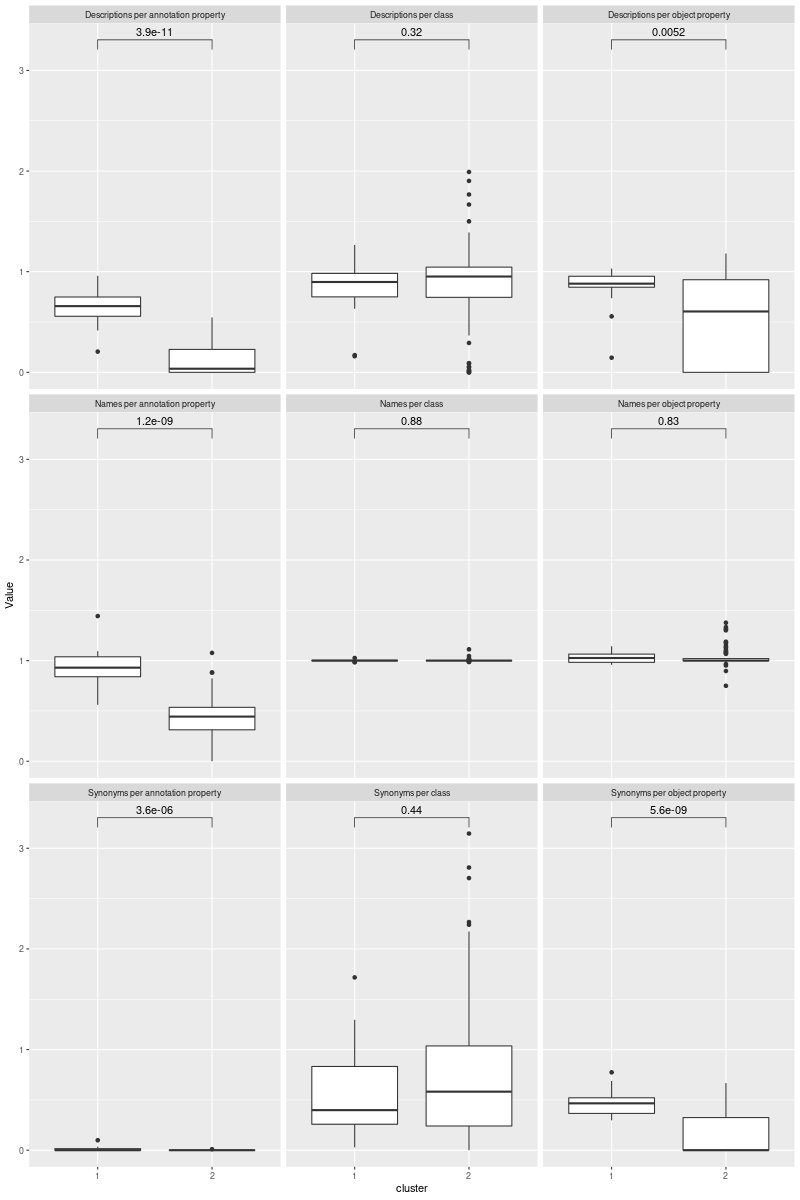 Descriptions per annotation property
Descriptions per class
Descriptions per object property
3.9e-11
0.32
0.0052
3
2
1
0
Names per annotation property
Names per class
Names per object property
1.2e-09
0.88
0.83
3
2
1
0
Value
Synonyms per annotation property
Synonyms per class
Synonyms per object property
3.6e-06
0.44
5.6e-09
3
2
1
0
1 2
1 2
1 2
cluster